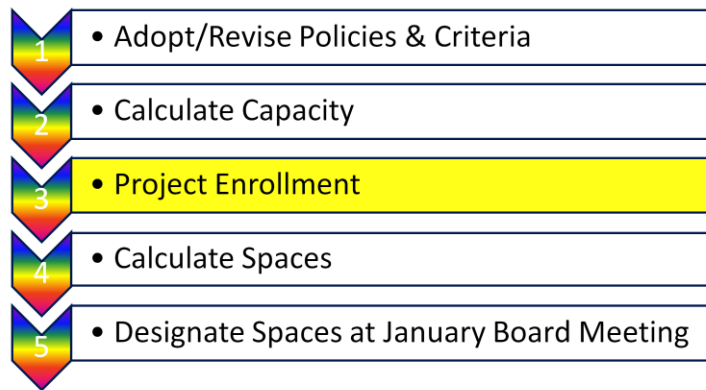 1 • Adopt/Revise Policies & Criteria
2 • Calculate Capacity
3 • Project Enrollment
4 • Calculate Spaces
5 • Designate Spaces at January Board Meeting